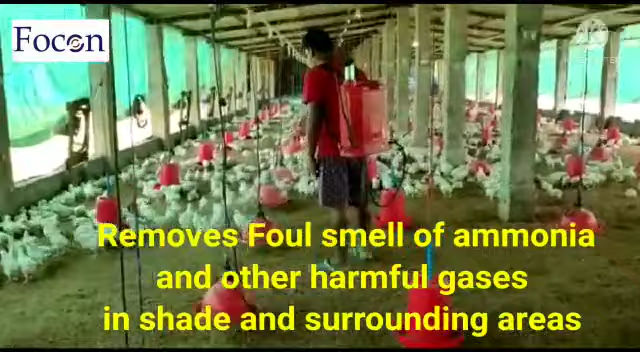 Focon
Removes Foul smell of ammonia
and other harmful gases
in shade and surrounding areas